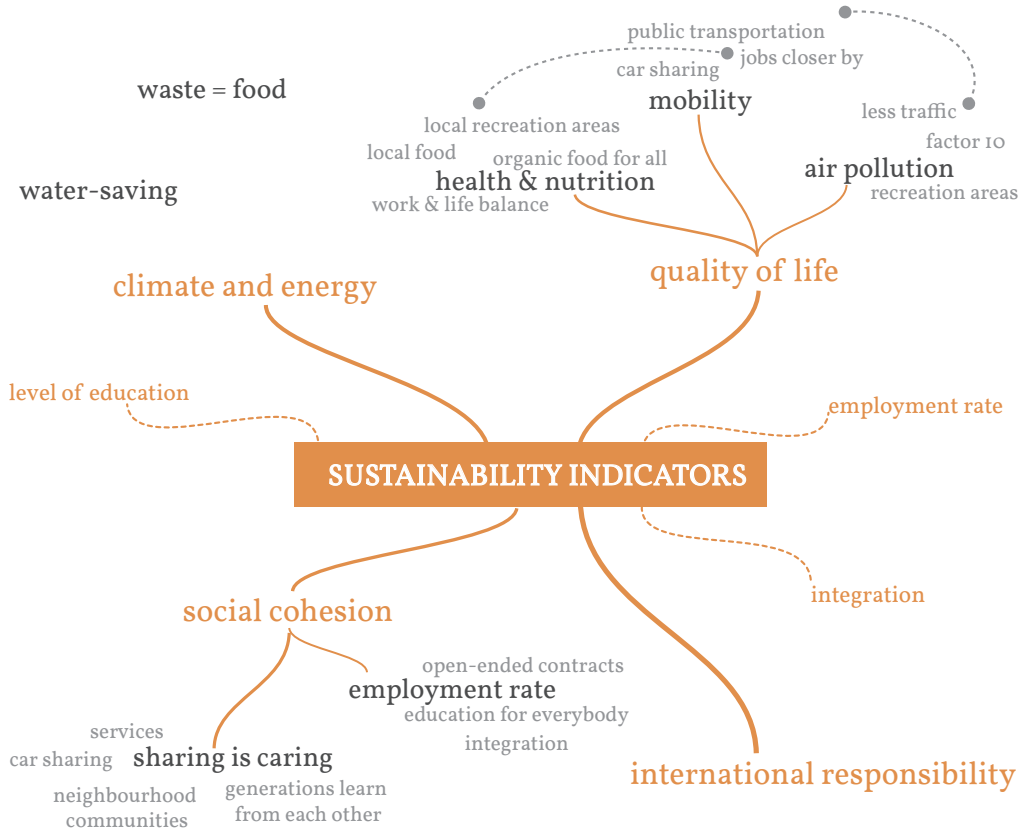 public transportation
jobs closer by
car sharing
waste = food
mobility
less traffic
local recreation areas
factor 10
local food
organic food for all
air pollution
health & nutrition
water-saving
recreation areas
work & life balance
quality of life
climate and energy
level of education
employment rate
SUSTAINABILITY INDICATORS
integration
social cohesion
open-ended contracts
employment rate
education for everybody
integration
services
car sharing
sharing is caring
international responsibility
neighbourhood
communities
generations learn
from each other